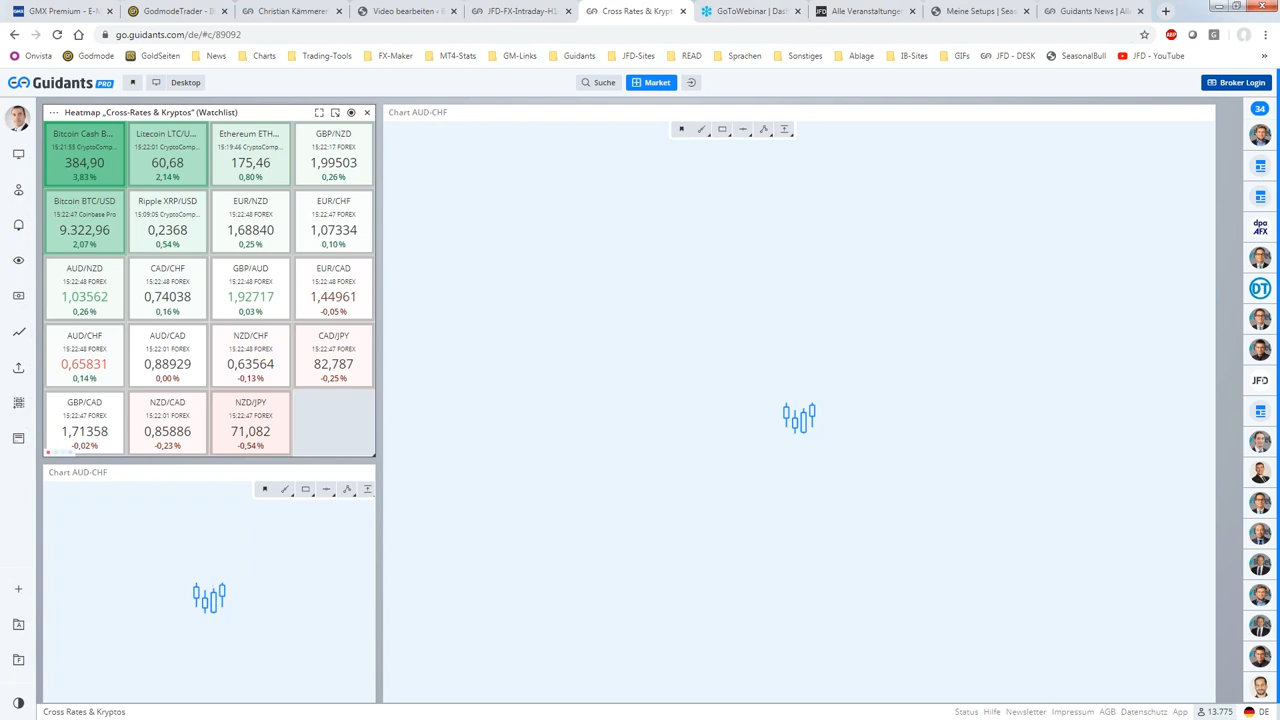 GMX Premium - E-M
GodmodeTrader - I
Christian Kämmerer
Video bearbeiten -
JFD-FX-Intraday-H1
Cross Rates & Krypt
GoToWebinar | Das
Alle Veranstaltunge
Meine Seiten | Seas
Guidants News | Al
go.guidants.com/de/#c/89092
Onvista
Godmode
GoldSeiten
News
Charts
Trading-Tools
FX-Maker
MT4-Stats
GM-Links
Guidants
JFD-Sites
READ
Sprachen
Sonstiges
Ablage
IB-Sites
GIFs
JFD - DESK
SeasonalBull
JFD - YouTube
Guidants PRO
Desktop
Suche
Market
Broker Login
Heatmap „Cross-Rates & Kryptos“ (Watchlist)
Bitcoin Cash B...
15:21:55 CryptoComp...
384,90
3,83 %
Litecoin LTC/U...
15:22:01 CryptoComp...
60,68
2,14 %
Ethereum ETH...
15:19:46 CryptoComp...
175,46
0,80 %
GBP/NZD
15:22:17 FOREX
1,99503
0,26 %
Bitcoin BTC/USD
15:22:47 Coinbase Pro
9.322,96
2,07 %
Ripple XRP/USD
15:09:05 CryptoComp...
0,2368
0,54 %
EUR/NZD
15:22:48 FOREX
1,68840
0,25 %
EUR/CHF
15:22:47 FOREX
1,07334
0,10 %
AUD/NZD
15:22:48 FOREX
1,03562
0,26 %
CAD/CHF
15:22:48 FOREX
0,74038
0,16 %
GBP/AUD
15:22:48 FOREX
1,92717
0,03 %
EUR/CAD
15:22:48 FOREX
1,44961
-0,05 %
AUD/CHF
15:22:48 FOREX
0,65831
0,14 %
AUD/CAD
15:22:01 FOREX
0,88929
0,00 %
NZD/CHF
15:22:48 FOREX
0,63564
-0,13 %
CAD/JPY
15:22:47 FOREX
82,787
-0,25 %
GBP/CAD
15:22:47 FOREX
1,71358
-0,02 %
NZD/CAD
15:22:01 FOREX
0,85886
-0,23 %
NZD/JPY
15:22:47 FOREX
71,082
-0,54 %
Chart AUD-CHF
Chart AUD-CHF
34
dpa
AFX
DT
JFD
Cross Rates & Kryptos
Status
Hilfe
Newsletter
Impressum
AGB
Datenschutz
App
13.775
DE